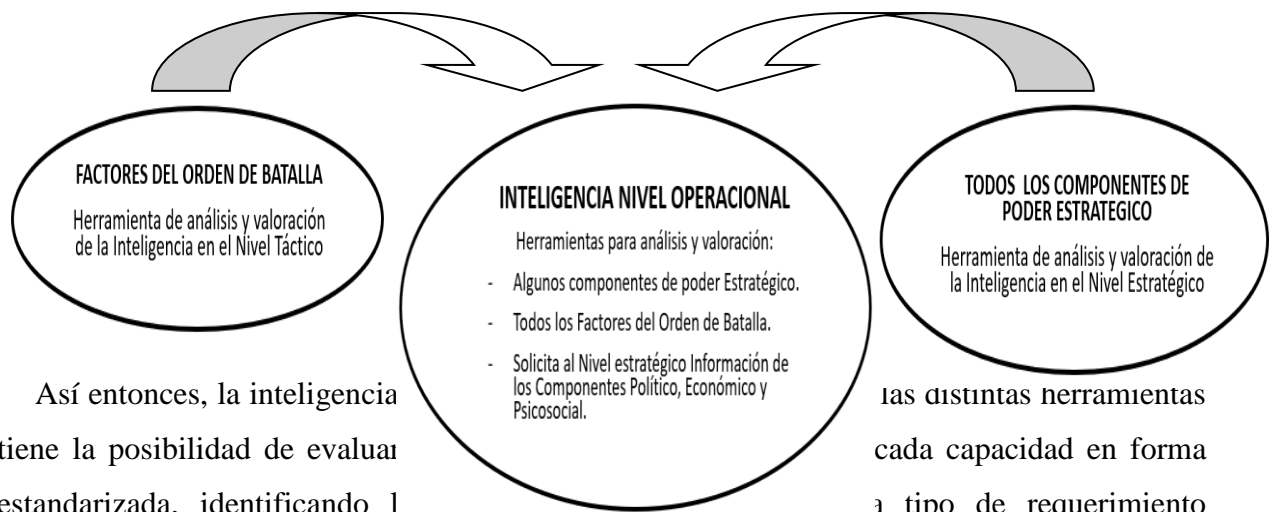 FACTORES DEL ORDEN DE BATALLA
Herramienta de análisis y valoración
de la Inteligencia en el Nivel Táctico
INTELIGENCIA NIVEL OPERACIONAL
Herramientas para análisis y valoración:
- Algunos componentes de poder Estratégico.
- Todos los Factores del Orden de Batalla.
- Solicita al Nivel estratégico Información de
los Componentes Político, Económico y
Psicosocial.
TODOS LOS COMPONENTES DE
PODER ESTRATEGICO
Herramienta de análisis y valoración de
la Inteligencia en el Nivel Estratégico
Así entonces, la inteligencia las distintas herramientas
tiene la posibilidad de evaluar cada capacidad en forma
estandarizada, identificando tipo de requerimiento